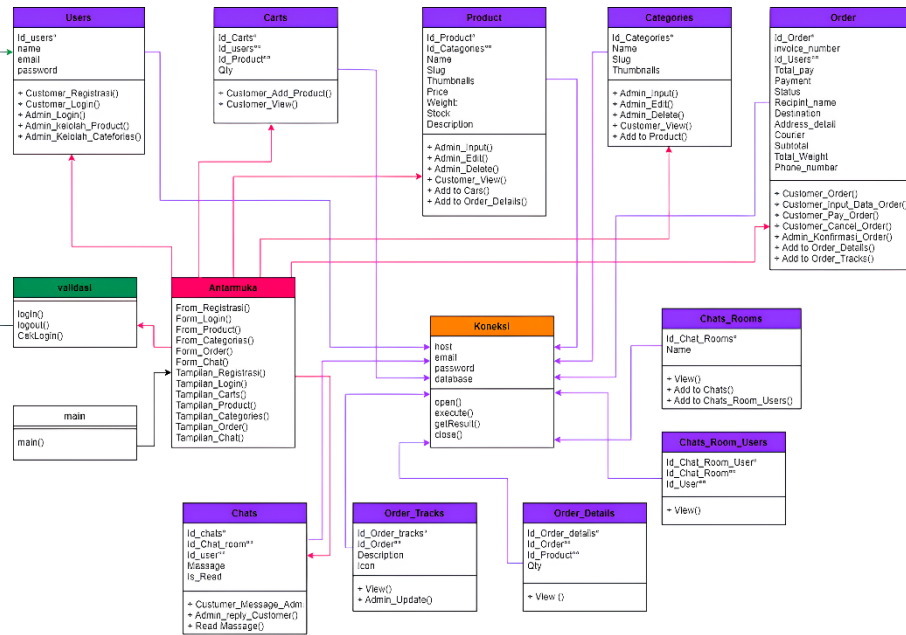 Users
Id_users*
name
email
password
+ Customer_Registrasi()
+ Customer_Login()
+ Admin_Login()
+ Admin_kelolah_Product()
+ Admin_Kelolah_Catefories()
Carts
Id_Carts*
Id_users**
Id_Product**
Qty
+ Customer_Add_Product()
+ Customer_View()
Product
Id_Product*
Id_Catagories**
Name
Slug
Thumbnalls
Price
Weight
Stock
Description
+ Admin_Input()
+ Admin_Edit()
+ Admin_Delete()
+ Customer_View()
+ Add to Cars()
+ Add to Order_Details()
Categories
Id_Categories*
Name
Slug
Thumbnalls
+ Admin_Input()
+ Admin_Edit()
+ Admin_Delete()
+ Customer_View()
+ Add to Product()
Order
Id_Order*
invoice_number
Id_Users**
Total_pay
Payment
Status
Recipint_name
Destination
Address_detail
Courier
Subtotal
Total_Weight
Phone_number
+ Customer_Order()
+ Customer_Input_Data_Order()
+ Customer_Pay_Order()
+ Customer_Cancel_Order()
+ Admin_Konfirmasi_Order()
+ Add to Order_Details()
+ Add to Order_Tracks()
validasi
login()
logout()
CekLogin()
Antarmuka
From_Registrasi()
Form_Login()
From_Product()
From_Categories()
Form_Order()
Form_Chat()
Tampilan_Registrasi()
Tampilan_Login()
Tampilan_Carts()
Tampilan_Product()
Tampilan_Categories()
Tampilan_Order()
Tampilan_Chat()
main
main()
Koneksi
host
email
password
database
open()
execute()
getResult()
close()
Chats_Rooms
Id_Chat_Rooms*
Name
+ View()
+ Add to Chats()
+ Add to Chats_Room_Users()
Chats_Room_Users
Id_Chat_Room_User*
Id_Chat_Room**
Id_User**
+ View()
Chats
Id_chats*
Id_Chat_room**
Id_user**
Massage
Is_Read
+ Custumer_Message_Admi
+ Admin_reply_Customer()
+ Read Massage()
Order_Tracks
Id_Order_tracks*
Id_Order**
Description
Icon
+ View()
+ Admin_Update()
Order_Details
Id_Order_details*
Id_Order**
Id_Product**
Qty
+ View ()